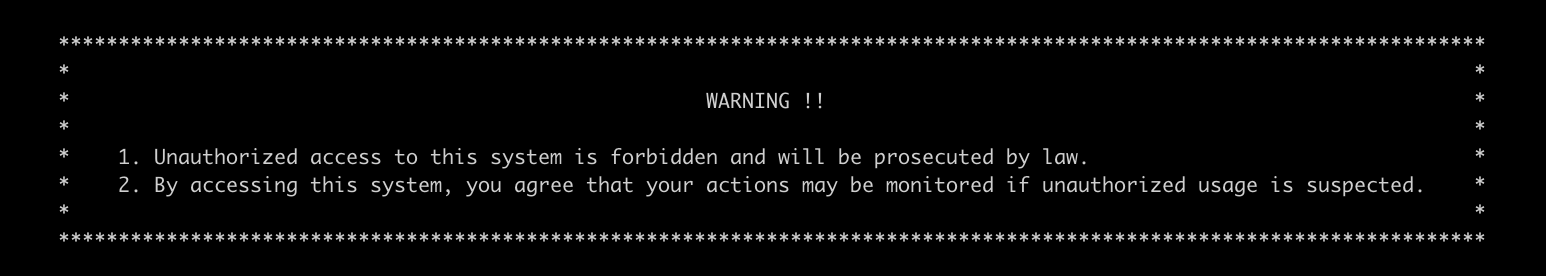 ***********************************************************************************************************************
*                                                                                                                     *
*                                                     WARNING !!                                                      *
*                                                                                                                     *
*    1. Unauthorized access to this system is forbidden and will be prosecuted by law.                                *
*    2. By accessing this system, you agree that your actions may be monitored if unauthorized usage is suspected.    *
*                                                                                                                     *
***********************************************************************************************************************